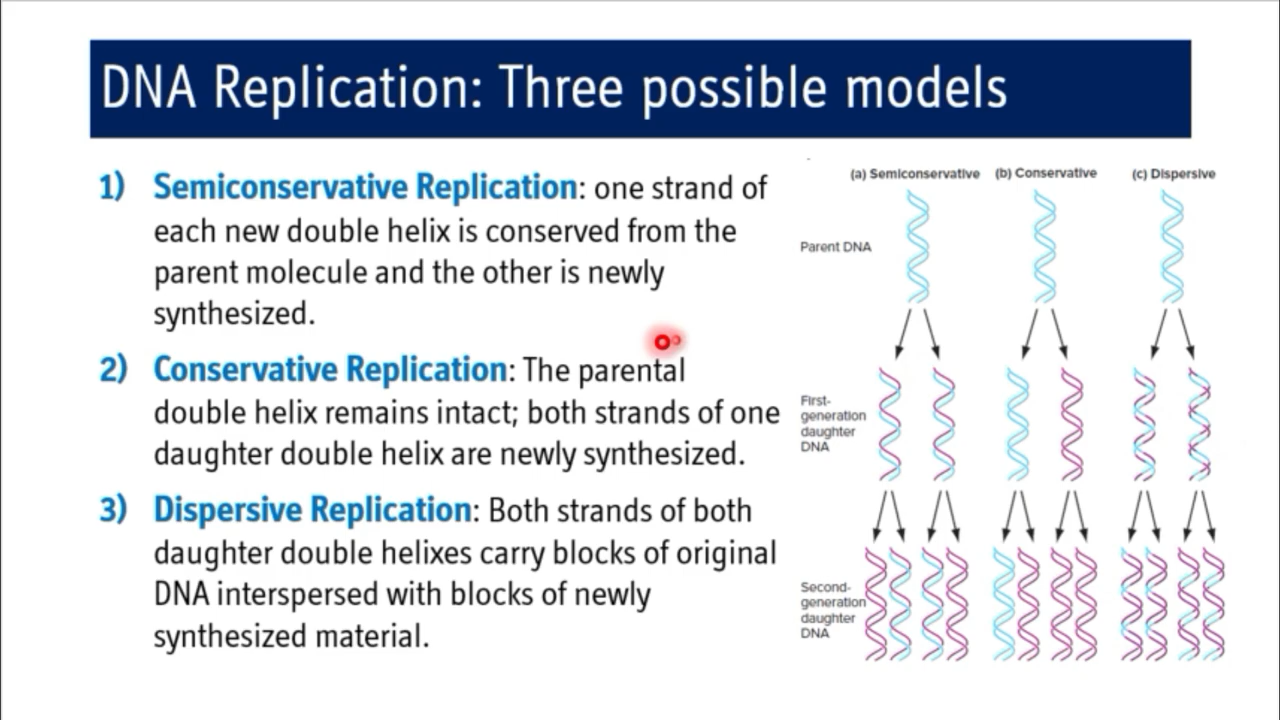 DNA Replication: Three possible models
1) Semiconservative Replication: one strand of
each new double helix is conserved from the
parent molecule and the other is newly
synthesized.
2) Conservative Replication: The parental
double helix remains intact; both strands of one
daughter double helix are newly synthesized.
3) Dispersive Replication: Both strands of both
daughter double helixes carry blocks of original
DNA interspersed with blocks of newly
synthesized material.
(a) Semiconservative (b) Conservative (c) Dispersive
Parent DNA
First-
generation
daughter
DNA
Second-
generation
daughter
DNA